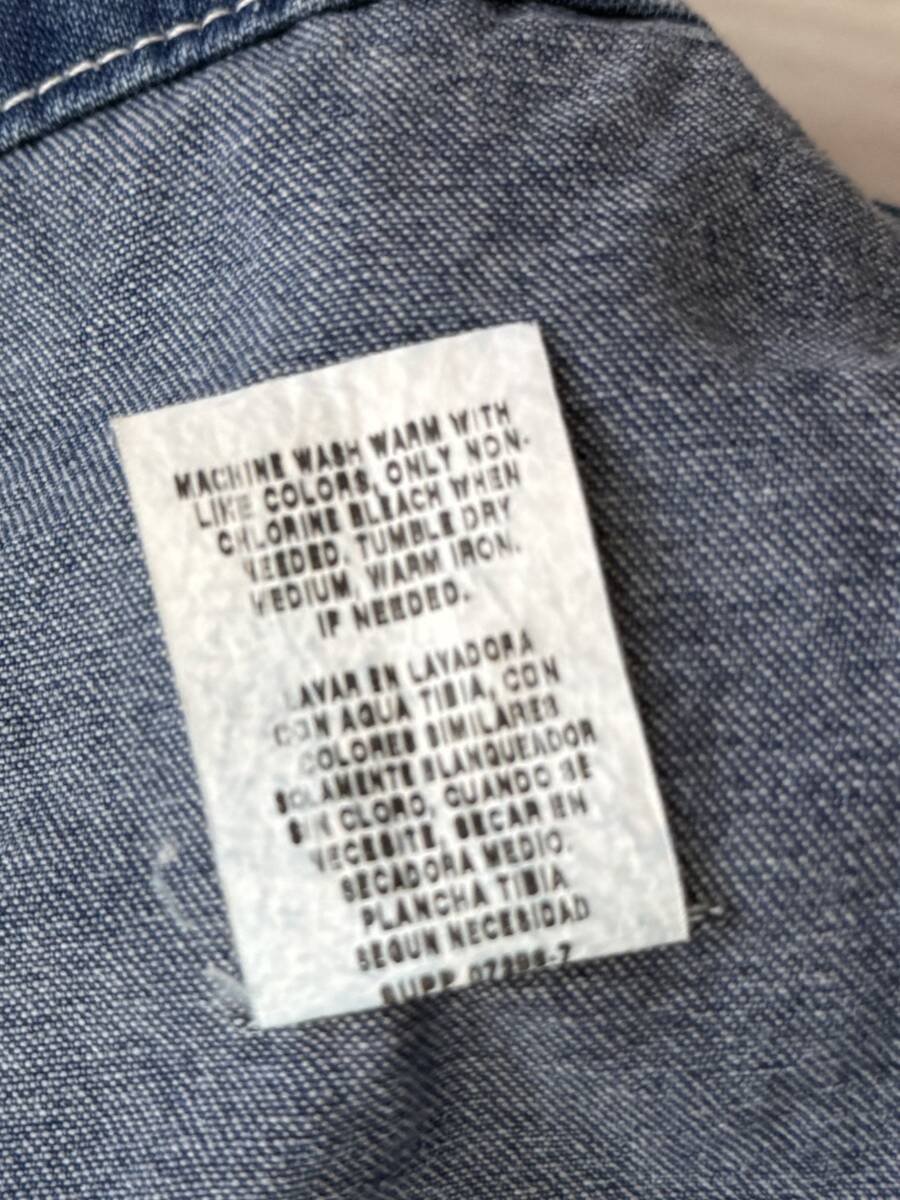 MACHINE WASH WARM WITH
LIKE COLORS, ONLY NON-
CHLORINE BLEACH WHEN
NEEDED, TUMBLE DRY
MEDIUM, WARM IRON,
IF NEEDED.
LAVAR EN LAVADORA
CON AGUA TIBIA, CON
COLORES SIMILARES
SOLAMENTE BLANQUEADOR
SIN CLORO, CUANDO SE
NECESITE, SECAR EN
SECADORA MEDIO.
PLANCHA TIBIA
SEGUN NECESIDAD
SUPP